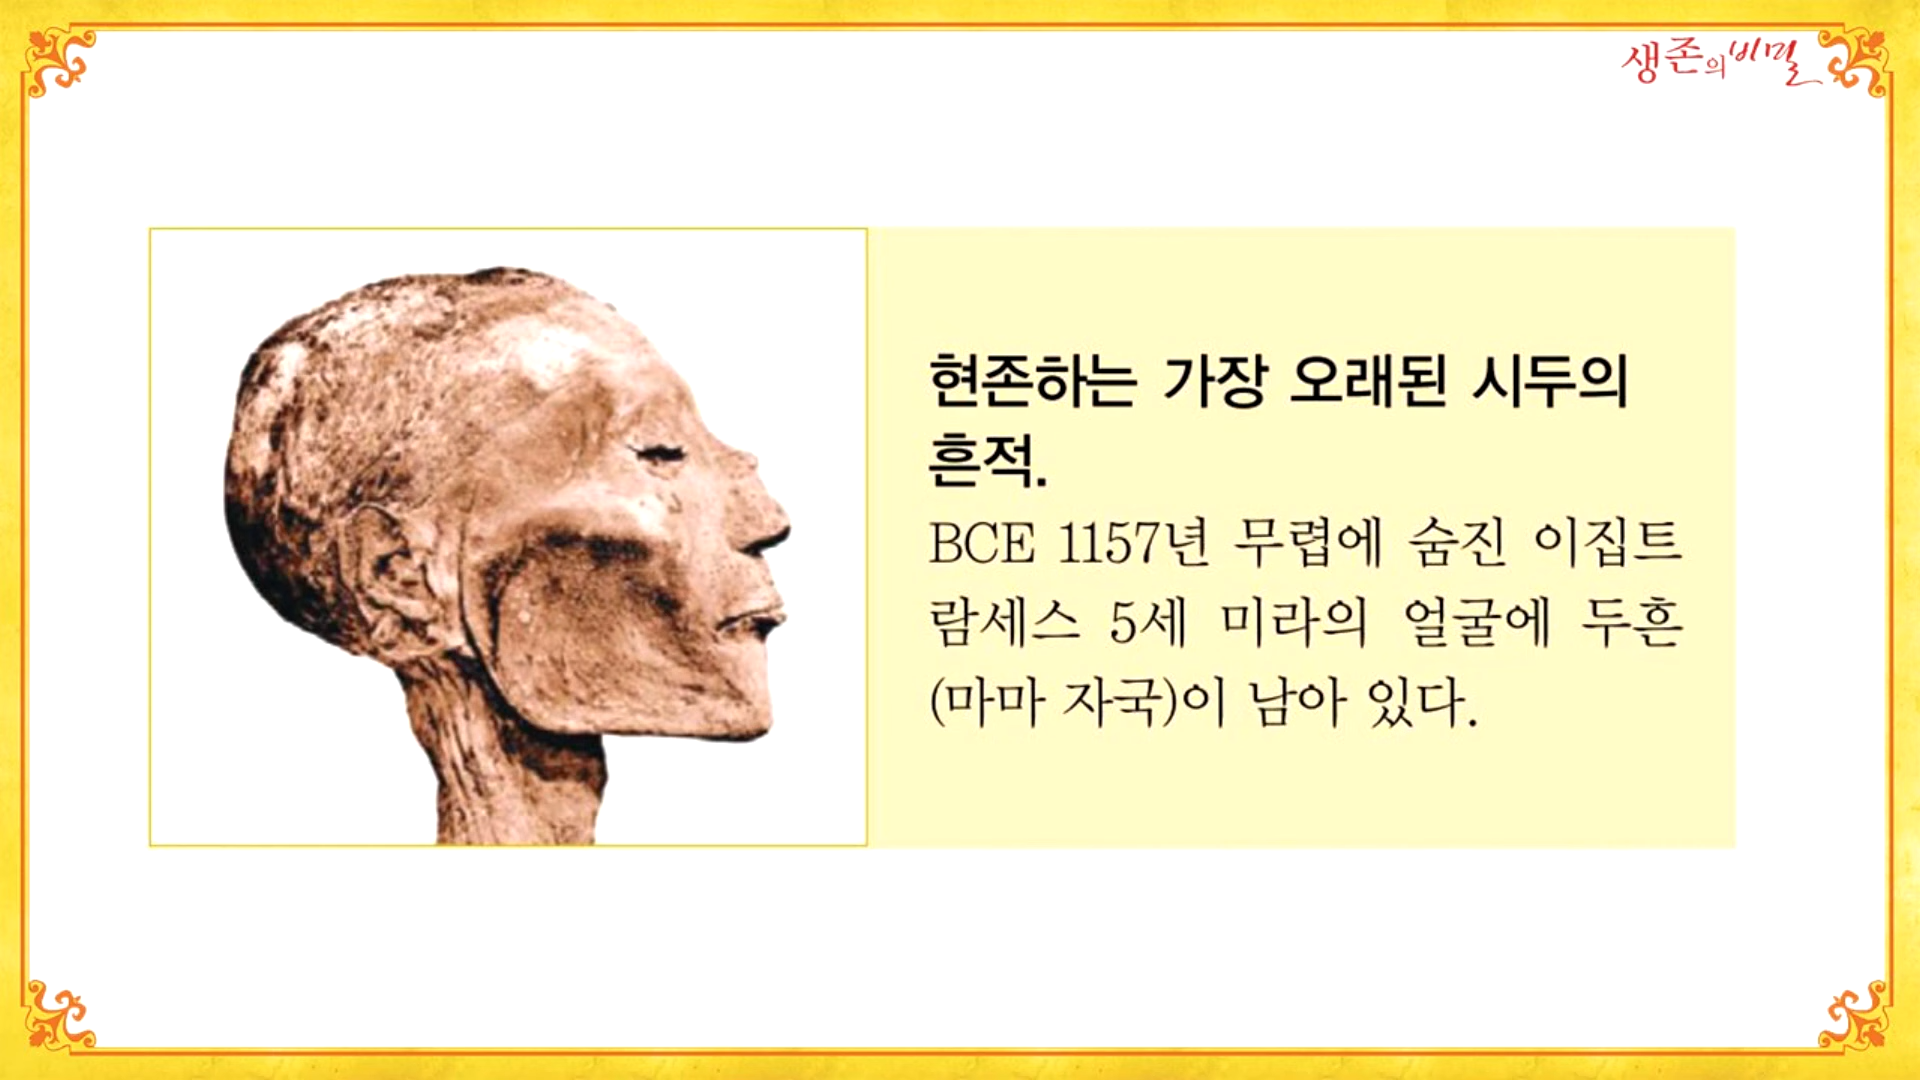 생존의 비밀
현존하는 가장 오래된 시두의
흔적.
BCE 1157년 무렵에 숨진 이집트
람세스 5세 미라의 얼굴에 두흔
(마마 자국)이 남아 있다.